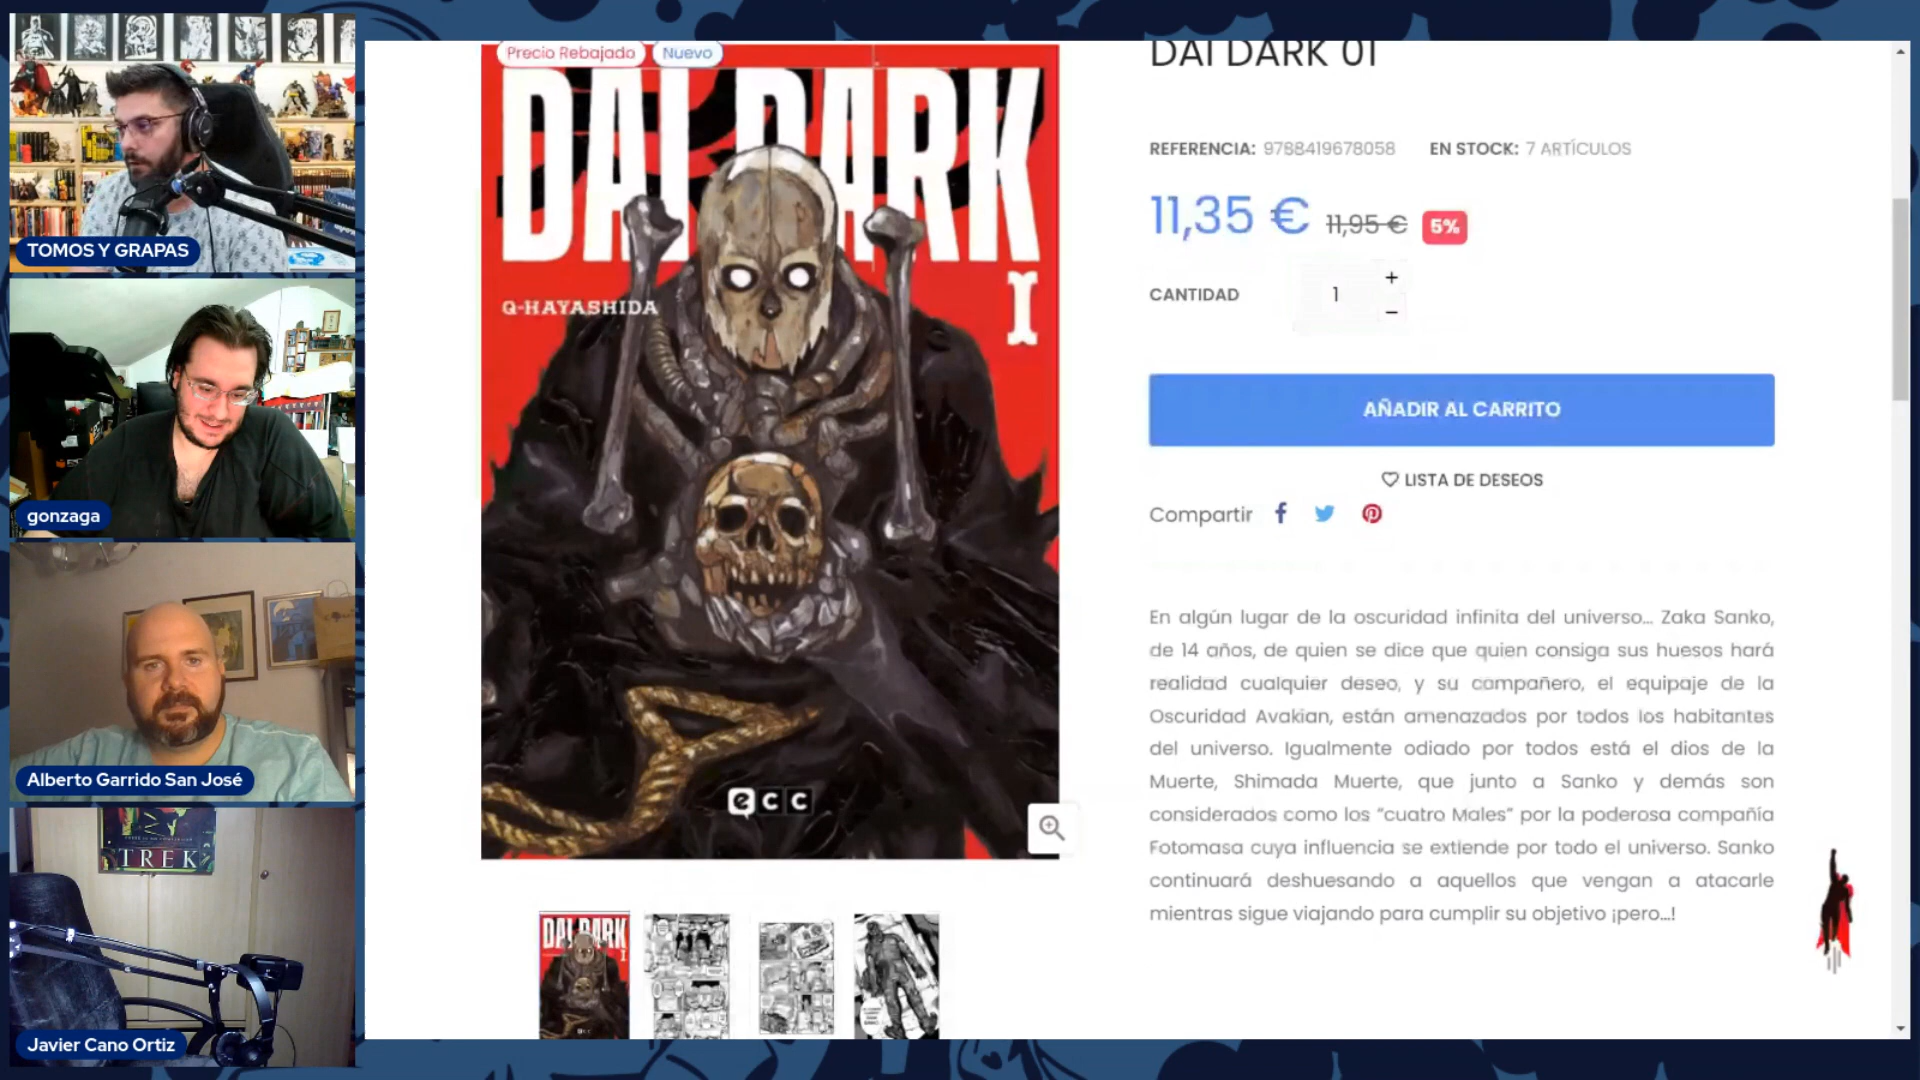 TOMOS Y GRAPAS
gonzaga
Alberto Garrido San José
TREK
Javier Cano Ortiz
Precio Rebajado
Nuevo
DAI DARK
I
Q-HAYASHIDA
ecc
DAI DARK
I
DAI DARK 01
REFERENCIA: 9788419678058 EN STOCK: 7 ARTÍCULOS
11,35 € 11,95 € 5%
CANTIDAD 1 + −
AÑADIR AL CARRITO
LISTA DE DESEOS
Compartir
En algún lugar de la oscuridad infinita del universo... Zaka Sanko,
de 14 años, de quien se dice que quien consiga sus huesos hará
realidad cualquier deseo, y su compañero, el equipaje de la
Oscuridad Avakian, están amenazados por todos los habitantes
del universo. Igualmente odiado por todos está el dios de la
Muerte, Shimada Muerte, que junto a Sanko y demás son
considerados como los “cuatro Males” por la poderosa compañía
Fotomasa cuya influencia se extiende por todo el universo. Sanko
continuará deshuesando a aquellos que vengan a atacarle
mientras sigue viajando para cumplir su objetivo ¡pero...!